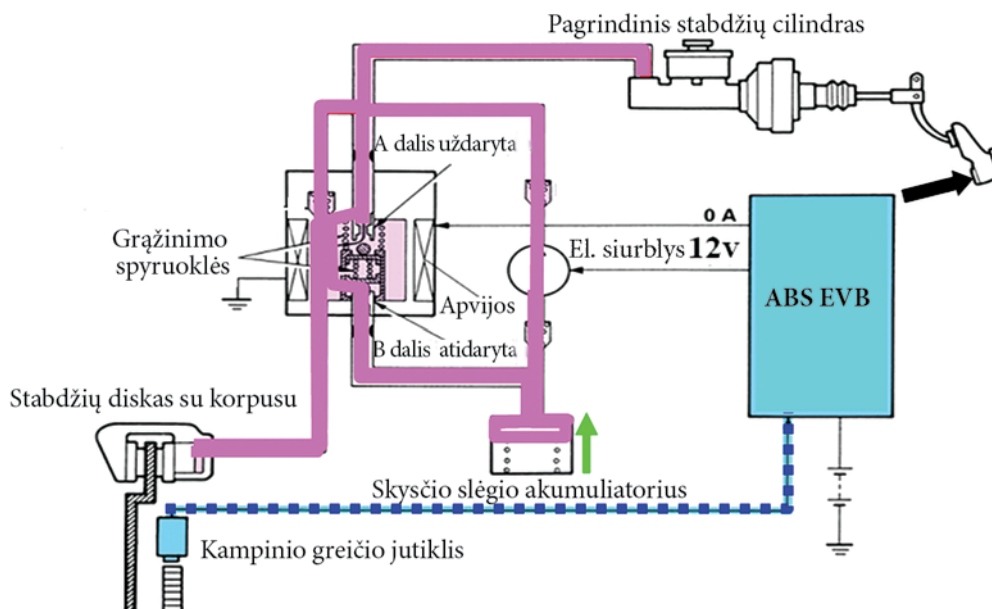 Pagrindinis stabdžių cilindras
A dalis uždaryta
Grąžinimo
spyruoklės
0 A
El. siurblys 12v
ABS EVB
Apvijos
B dalis atidaryta
Stabdžių diskas su korpusu
Skysčio slėgio akumuliatorius
Kampinio greičio jutiklis